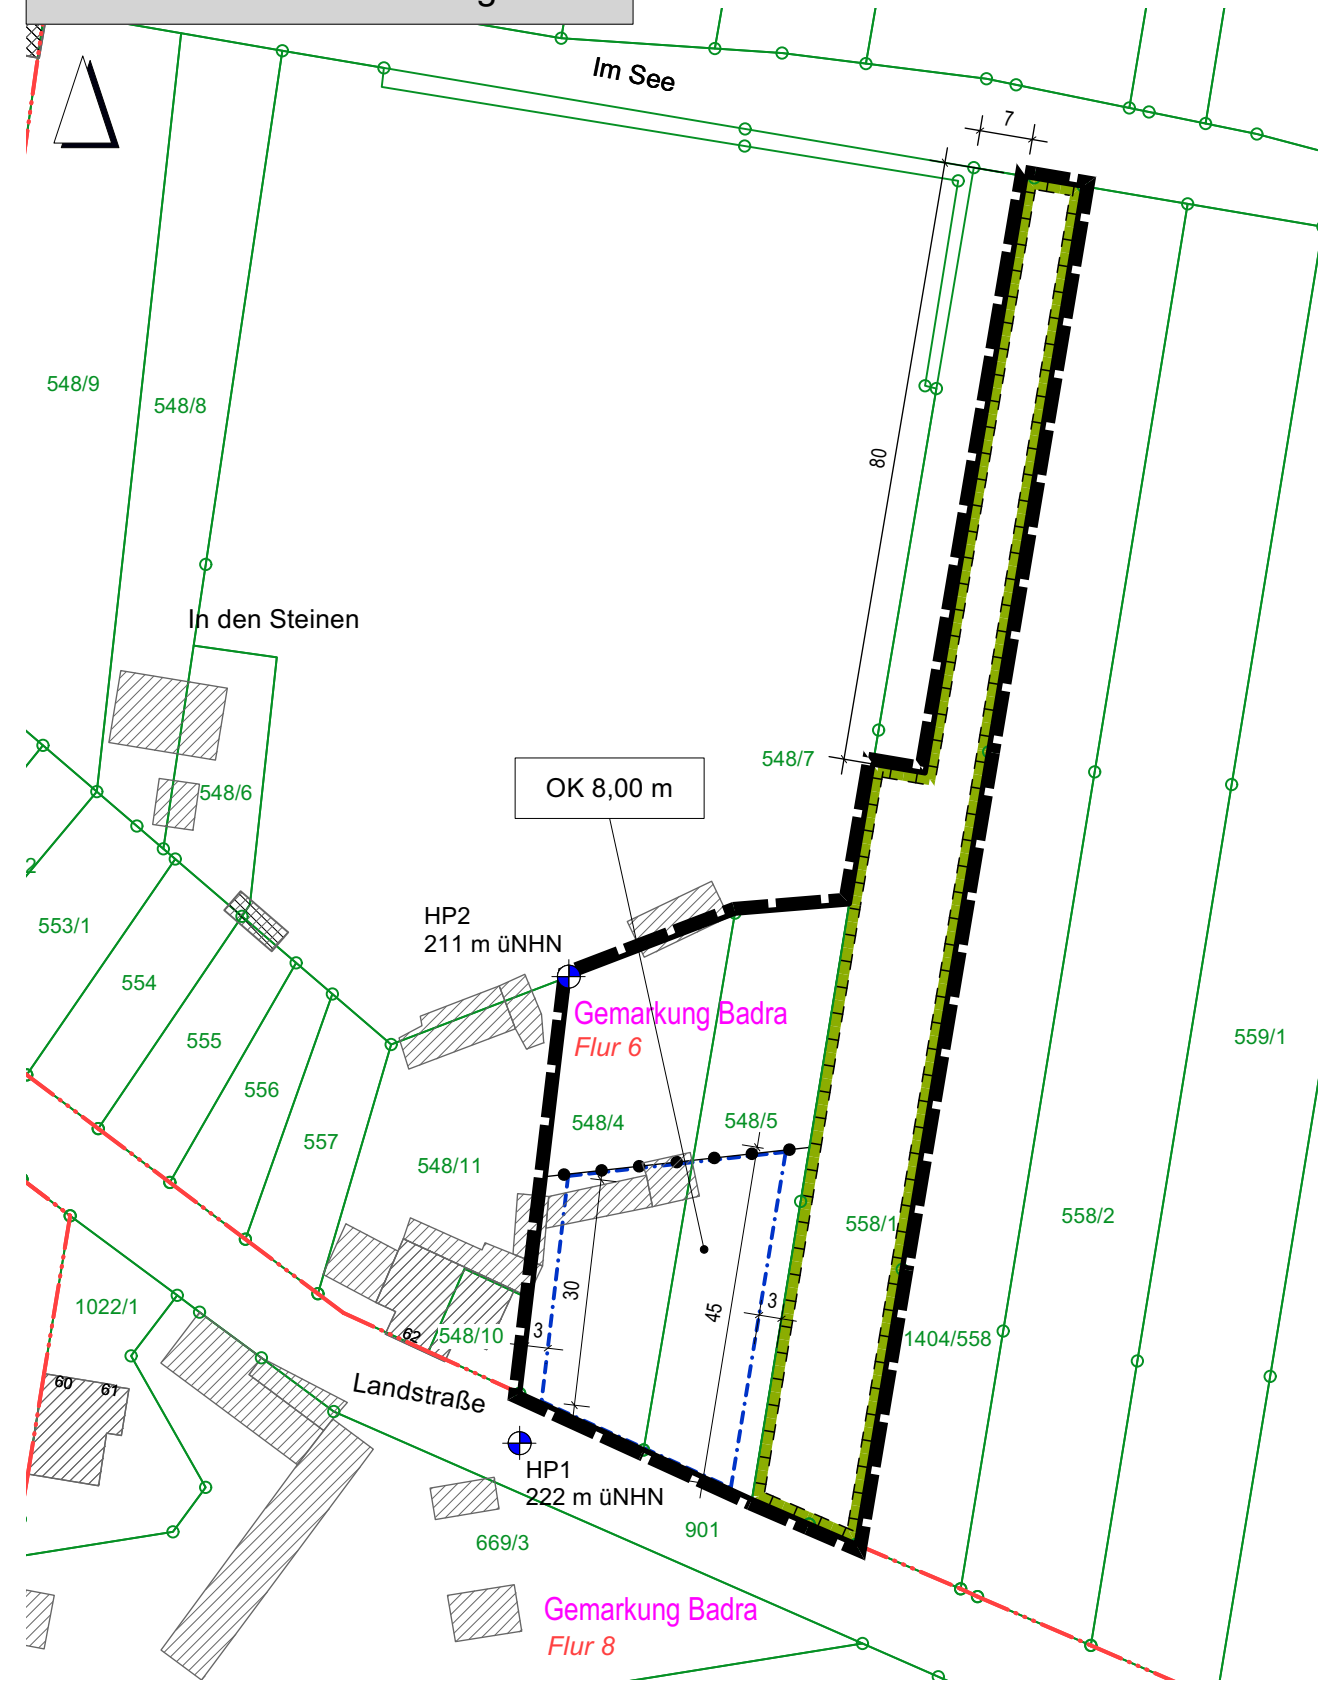 Im See
7
548/9
548/8
80
In den Steinen
548/7
548/6
OK 8,00 m
553/1
HP2
211 m üNHN
554
Gemarkung Badra
Flur 6
555
559/1
556
557
548/4
548/5
548/11
558/1
558/2
30
45
3
3
1022/1
62
548/10
1404/558
60
61
Landstraße
HP1
222 m üNHN
901
669/3
Gemarkung Badra
Flur 8